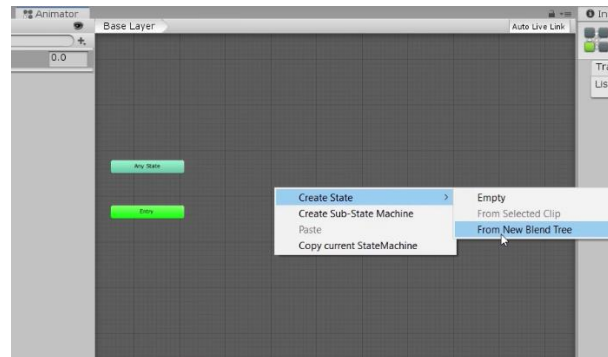 Animator
In
Base Layer
Auto Live Link
0.0
Tra
Lis
Any State
Entry
Create State
Create Sub-State Machine
Paste
Copy current StateMachine
Empty
From Selected Clip
From New Blend Tree